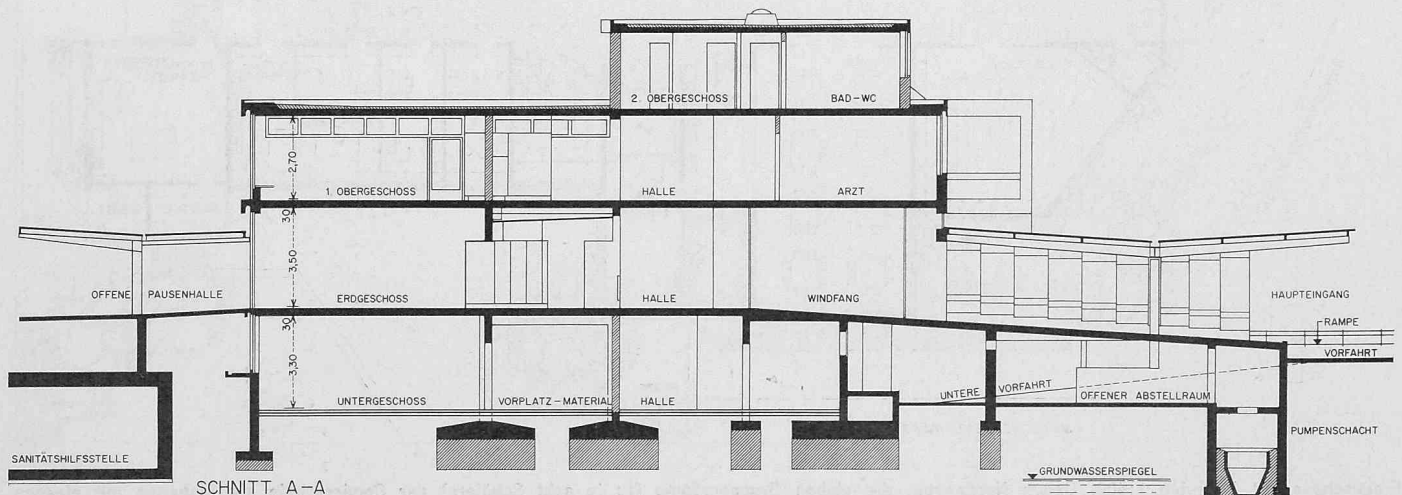 2. OBERGESCHOSS BAD-WC
2,70
1. OBERGESCHOSS HALLE ARZT
30
3,50
OFFENE PAUSENHALLE ERDGESCHOSS HALLE WINDFANG HAUPTEINGANG
30
RAMPE
VORFAHRT
3,30
UNTERE VORFAHRT
UNTERGESCHOSS VORPLATZ-MATERIAL HALLE OFFENER ABSTELLRAUM
PUMPENSCHACHT
SANITÄTSHILFSSTELLE
GRUNDWASSERSPIEGEL
SCHNITT A-A